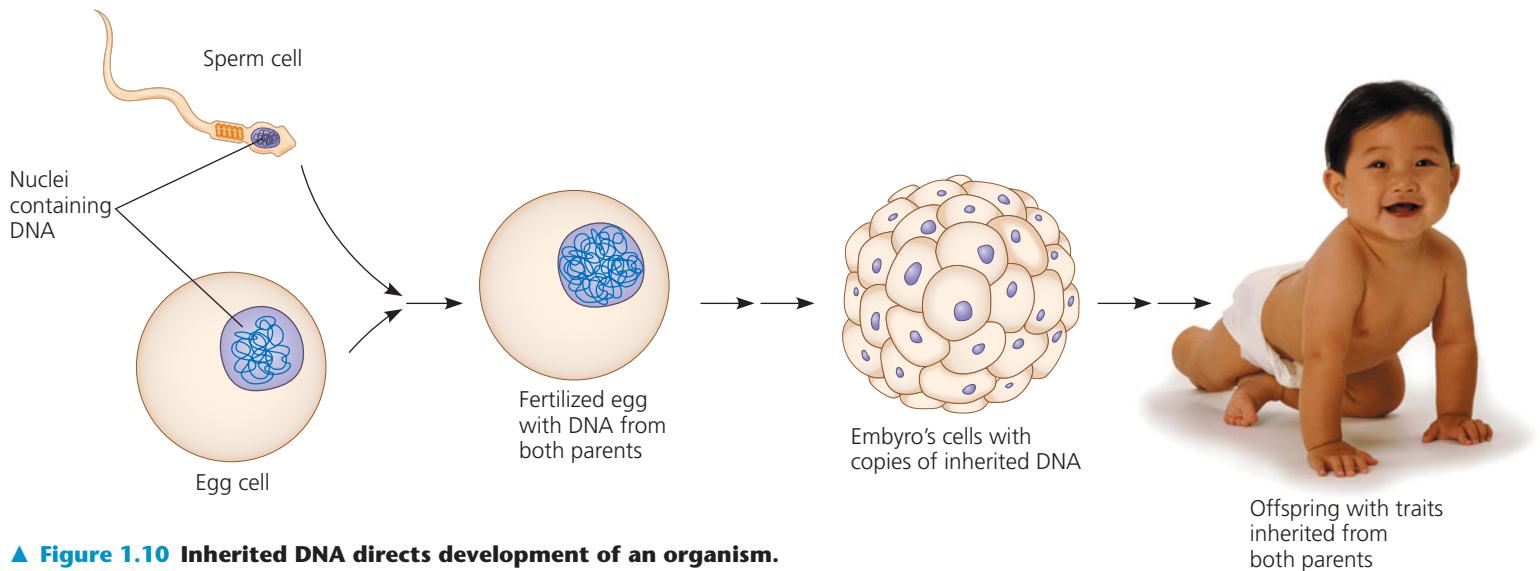 Sperm cell
Nuclei
containing
DNA
Egg cell
Fertilized egg
with DNA from
both parents
Embyro’s cells with
copies of inherited DNA
Offspring with traits
inherited from
both parents
▲ Figure 1.10 Inherited DNA directs development of an organism.